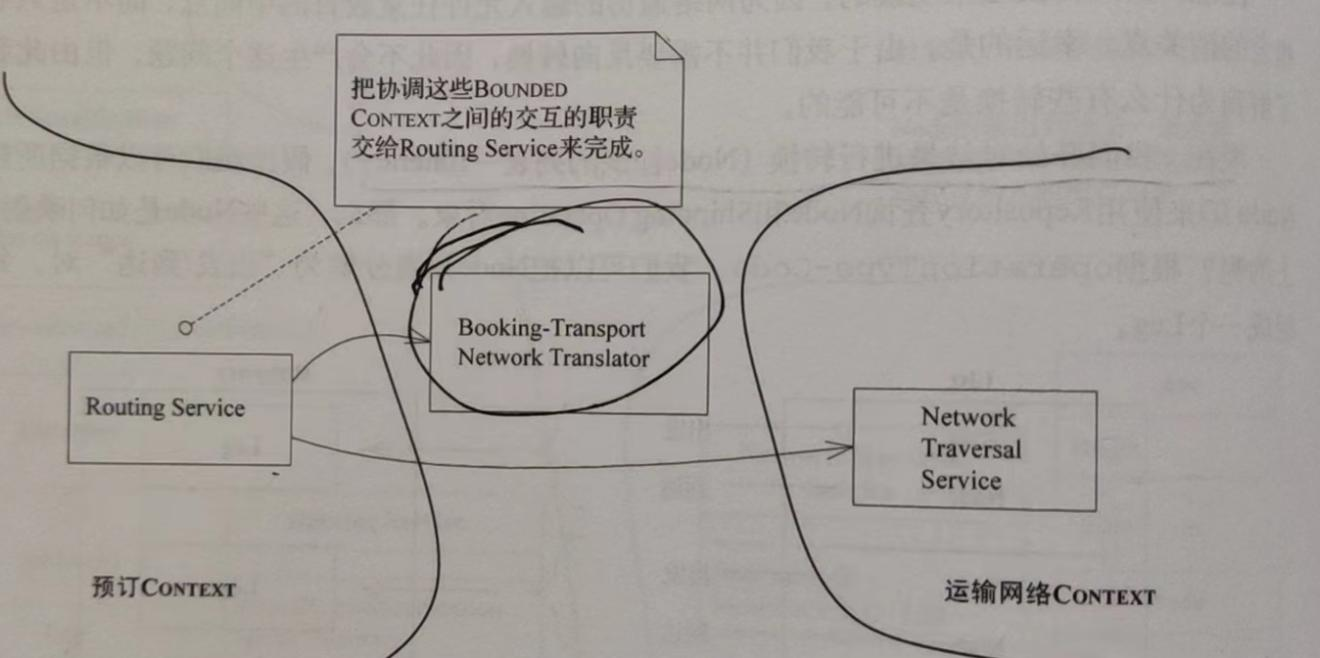 把协调这些BOUNDED
CONTEXT之间的交互的职责
交给Routing Service来完成。
Booking-Transport
Network Translator
Routing Service
Network
Traversal
Service
预订CONTEXT
运输网络CONTEXT